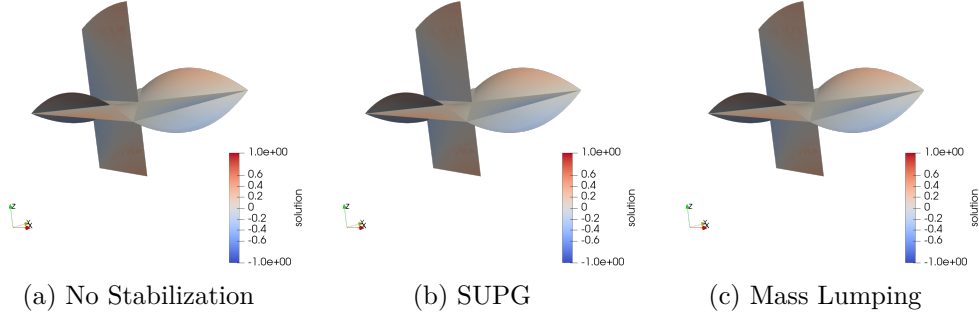 1.0e+00
0.6
0.4
0.2
0
-0.2
-0.4
-0.6
-1.0e+00
solution
Z
Y
X
(a) No Stabilization
1.0e+00
0.6
0.4
0.2
0
-0.2
-0.4
-0.6
-1.0e+00
solution
Z
Y
X
(b) SUPG
1.0e+00
0.6
0.4
0.2
0
-0.2
-0.4
-0.6
-1.0e+00
solution
Z
Y
X
(c) Mass Lumping